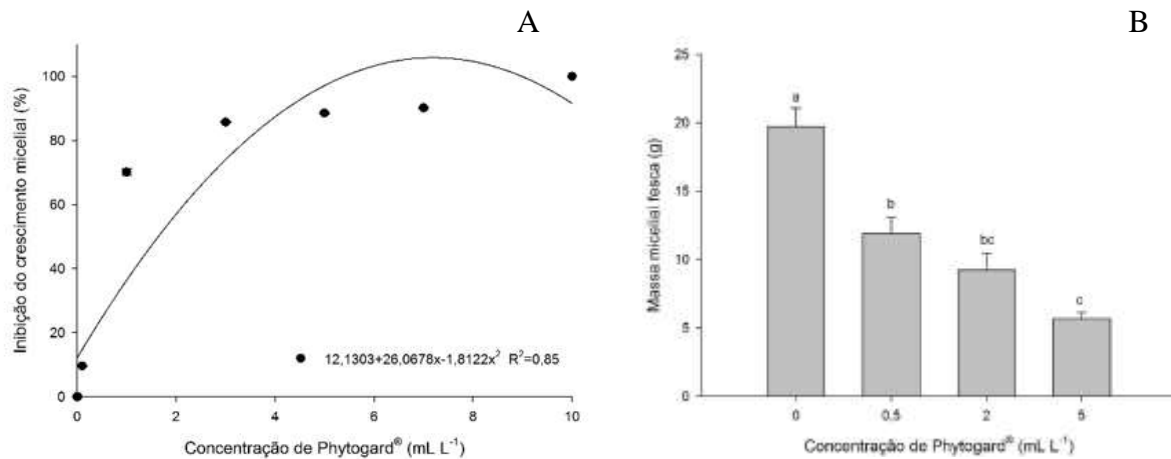 A
B
Inibição do crescimento micelial (%)
100
80
60
40
20
0
12,1303+26,0678x-1,8122x² R²=0,85
0 2 4 6 8 10
Concentração de Phytogard® (mL L⁻¹)
Massa micelial fesca (g)
25
20
15
10
5
0
a
b
bc
c
0 0.5 2 5
Concentração de Phytogard® (mL L⁻¹)